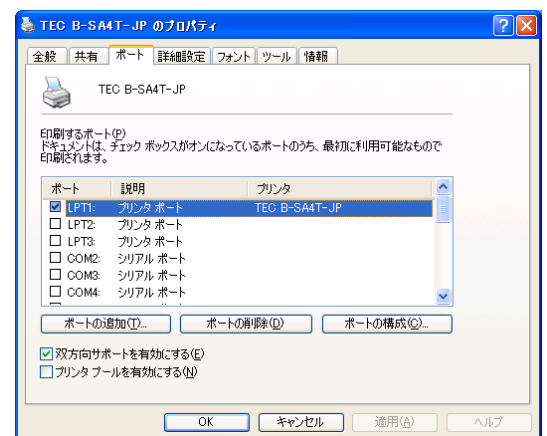 TEC B-SA4T-JP のプロパティ
全般 共有 ポート 詳細設定 フォント ツール 情報
TEC B-SA4T-JP
印刷するポート(P)
ドキュメントは、チェック ボックスがオンになっているポートのうち、最初に利用可能なもので
印刷されます。
ポート 説明 プリンタ
LPT1: プリンタ ポート TEC B-SA4T-JP
LPT2: プリンタ ポート
LPT3: プリンタ ポート
COM2: シリアル ポート
COM3: シリアル ポート
COM4: シリアル ポート
ポートの追加(T)... ポートの削除(D) ポートの構成(C)...
双方向サポートを有効にする(E)
プリンタ プールを有効にする(N)
OK キャンセル 適用(A) ヘルプ